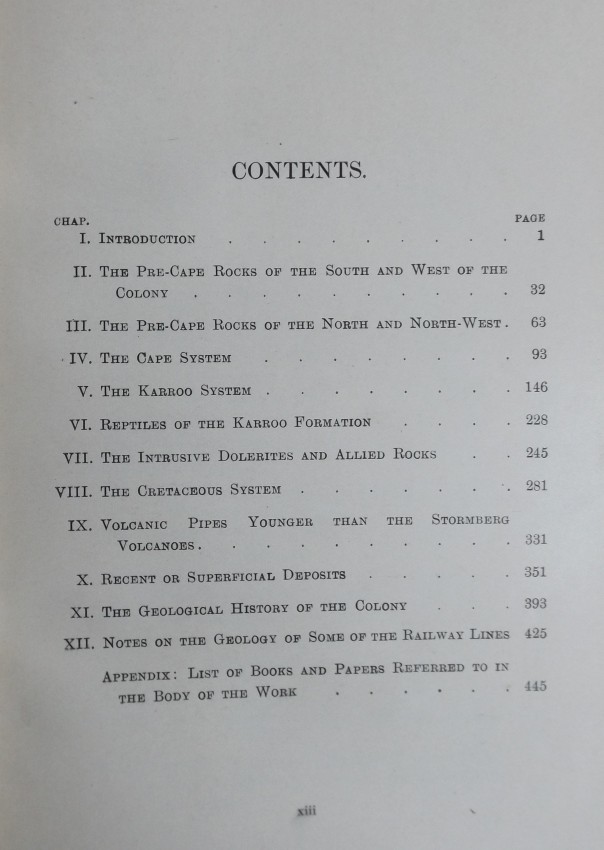 CONTENTS.
CHAP. PAGE
I. INTRODUCTION . . . . . . . . . 1
II. THE PRE-CAPE ROCKS OF THE SOUTH AND WEST OF THE
COLONY . . . . . . . . . . 32
III. THE PRE-CAPE ROCKS OF THE NORTH AND NORTH-WEST . 63
IV. THE CAPE SYSTEM . . . . . . . . 93
V. THE KARROO SYSTEM . . . . . . . . 146
VI. REPTILES OF THE KARROO FORMATION . . . . 228
VII. THE INTRUSIVE DOLERITES AND ALLIED ROCKS . . 245
VIII. THE CRETACEOUS SYSTEM . . . . . . . 281
IX. VOLCANIC PIPES YOUNGER THAN THE STORMBERG
VOLCANOES . . . . . . . . . . 331
X. RECENT OR SUPERFICIAL DEPOSITS . . . . . 351
XI. THE GEOLOGICAL HISTORY OF THE COLONY . . . 393
XII. NOTES ON THE GEOLOGY OF SOME OF THE RAILWAY LINES 425
APPENDIX: LIST OF BOOKS AND PAPERS REFERRED TO IN
THE BODY OF THE WORK . . . . . . 445
xiii